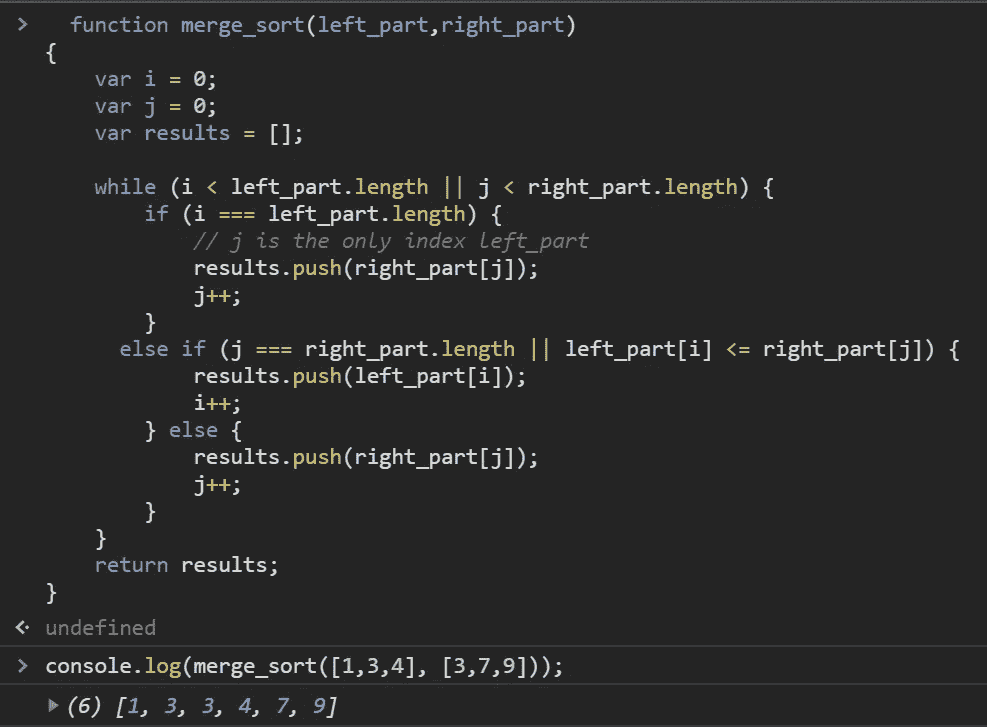 > function merge_sort(left_part,right_part)
{
var i = 0;
var j = 0;
var results = [];
while (i < left_part.length || j < right_part.length) {
if (i === left_part.length) {
// j is the only index left_part
results.push(right_part[j]);
j++;
}
else if (j === right_part.length || left_part[i] <= right_part[j]) {
results.push(left_part[i]);
i++;
} else {
results.push(right_part[j]);
j++;
}
}
return results;
}
undefined
> console.log(merge_sort([1,3,4], [3,7,9]));
(6) [1, 3, 3, 4, 7, 9]